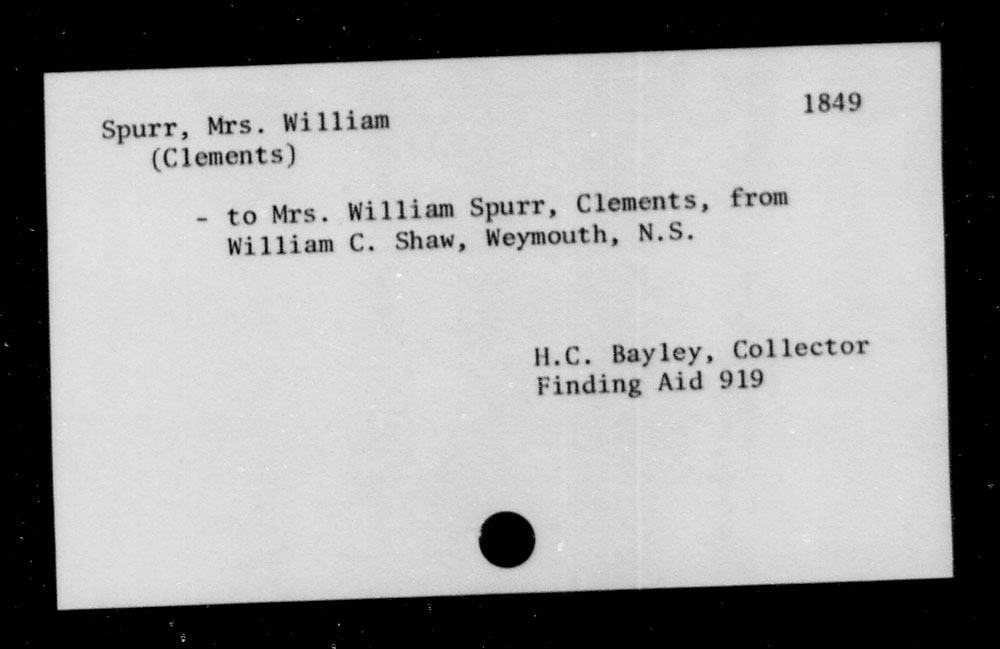 Spurr, Mrs. William 1849
(Clements)
- to Mrs. William Spurr, Clements, from
William C. Shaw, Weymouth, N.S.
H.C. Bayley, Collector
Finding Aid 919